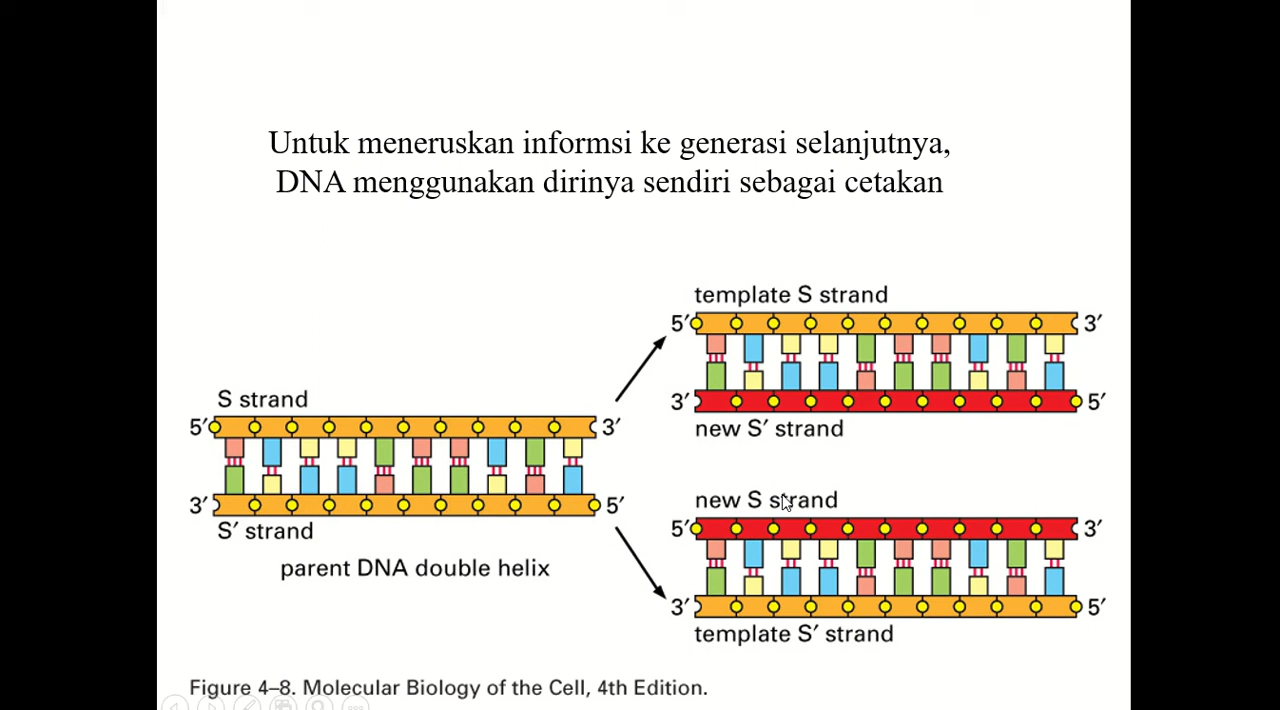 Untuk meneruskan informsi ke generasi selanjutnya,
DNA menggunakan dirinya sendiri sebagai cetakan
template S strand
5′ 3′
3′ 5′
new S′ strand
S strand
5′ 3′
3′ 5′
S′ strand
parent DNA double helix
new S strand
5′ 3′
3′ 5′
template S′ strand
Figure 4–8. Molecular Biology of the Cell, 4th Edition.